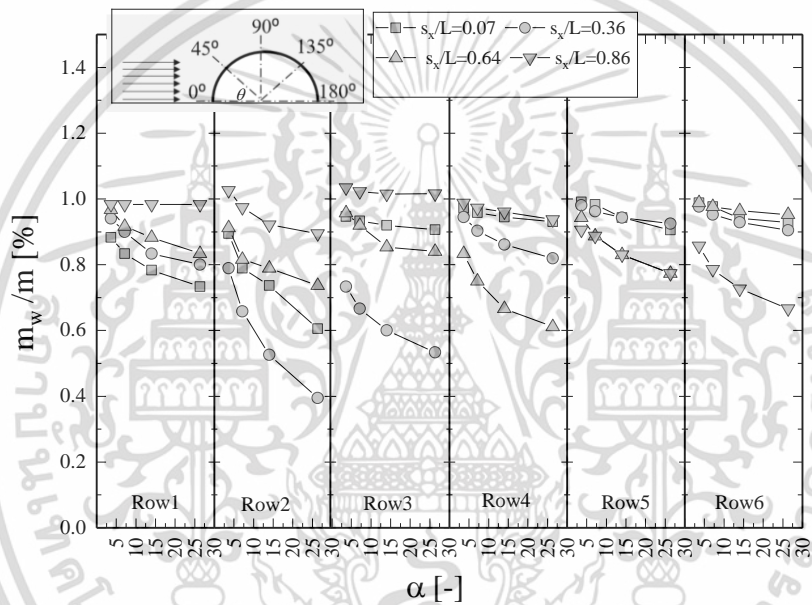 90°
45°
135°
0°
θ
180°
s_x/L=0.07
s_x/L=0.36
s_x/L=0.64
s_x/L=0.86
m_w/m [%]
1.4
1.2
1.0
0.8
0.6
0.4
0.2
0.0
Row1
Row2
Row3
Row4
Row5
Row6
5 10 15 20 25 30
5 10 15 20 25 30
5 10 15 20 25 30
5 10 15 20 25 30
5 10 15 20 25 30
5 10 15 20 25 30
α [-]